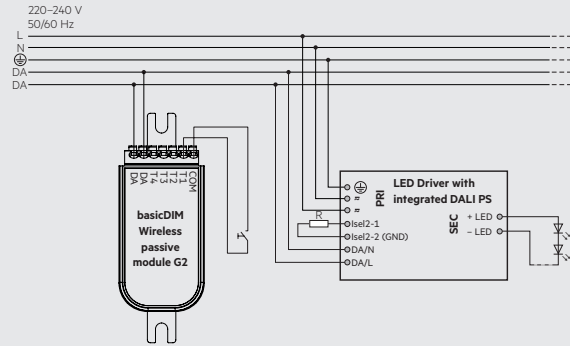 220–240 V
50/60 Hz
L
N
DA
DA
DA
DA
T4
T3
T2
T1
COM
basicDIM
Wireless
passive
module G2
LED Driver with
integrated DALI PS
PRI
SEC
R
≂
≂
Isel2-1
Isel2-2 (GND)
DA/N
DA/L
+ LED
– LED